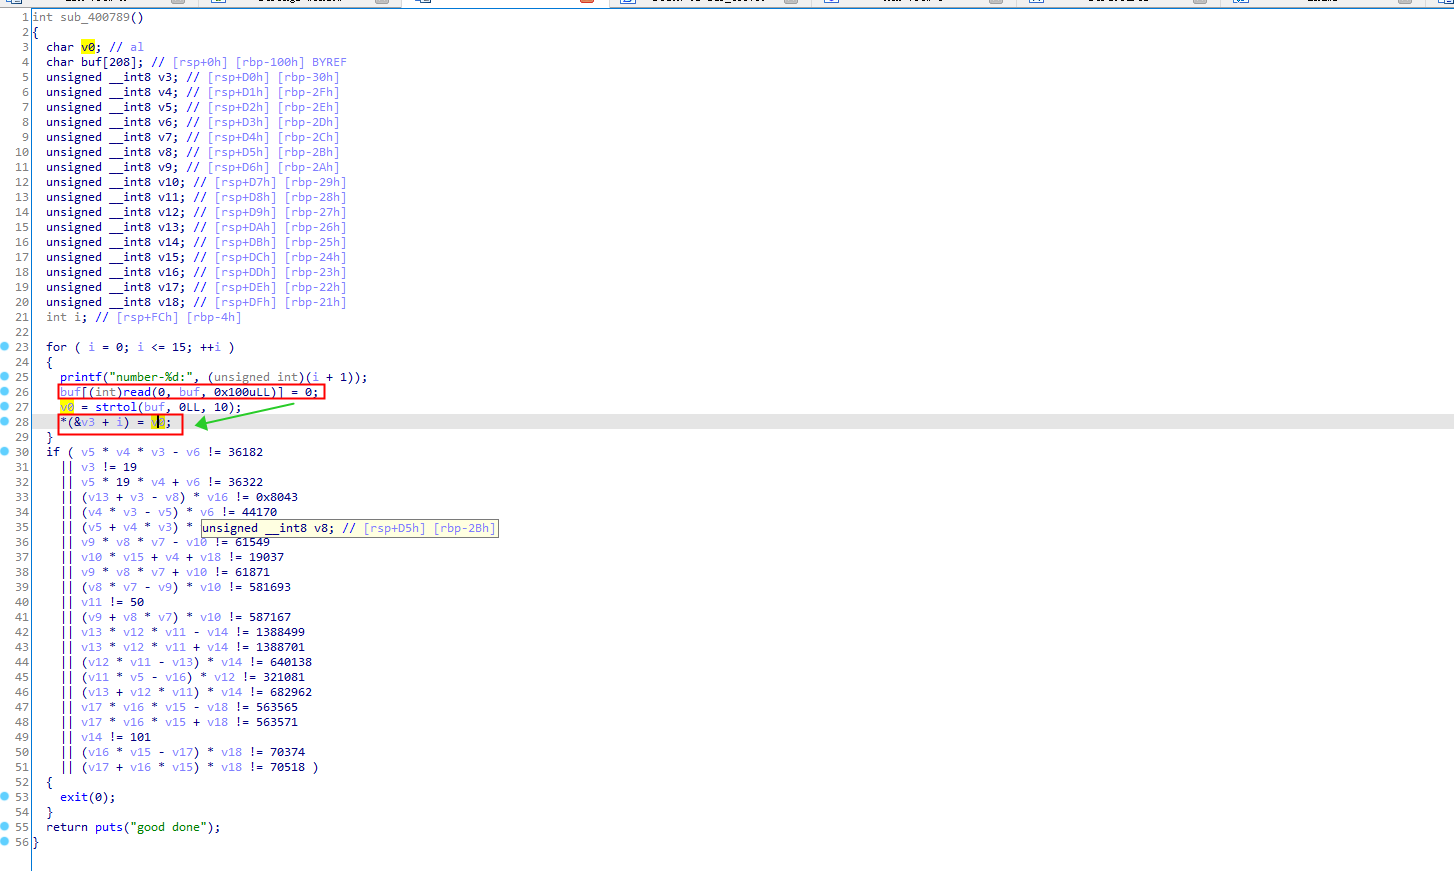 1 int sub_400789()
2 {
3 char v0; // al
4 char buf[208]; // [rsp+0h] [rbp-100h] BYREF
5 unsigned __int8 v3; // [rsp+D0h] [rbp-30h]
6 unsigned __int8 v4; // [rsp+D1h] [rbp-2Fh]
7 unsigned __int8 v5; // [rsp+D2h] [rbp-2Eh]
8 unsigned __int8 v6; // [rsp+D3h] [rbp-2Dh]
9 unsigned __int8 v7; // [rsp+D4h] [rbp-2Ch]
10 unsigned __int8 v8; // [rsp+D5h] [rbp-2Bh]
11 unsigned __int8 v9; // [rsp+D6h] [rbp-2Ah]
12 unsigned __int8 v10; // [rsp+D7h] [rbp-29h]
13 unsigned __int8 v11; // [rsp+D8h] [rbp-28h]
14 unsigned __int8 v12; // [rsp+D9h] [rbp-27h]
15 unsigned __int8 v13; // [rsp+DAh] [rbp-26h]
16 unsigned __int8 v14; // [rsp+DBh] [rbp-25h]
17 unsigned __int8 v15; // [rsp+DCh] [rbp-24h]
18 unsigned __int8 v16; // [rsp+DDh] [rbp-23h]
19 unsigned __int8 v17; // [rsp+DEh] [rbp-22h]
20 unsigned __int8 v18; // [rsp+DFh] [rbp-21h]
21 int i; // [rsp+FCh] [rbp-4h]
22
23 for ( i = 0; i <= 15; ++i )
24 {
25 printf("number-%d:", (unsigned int)(i + 1));
26 buf[(int)read(0, buf, 0x100uLL)] = 0;
27 v0 = strtol(buf, 0LL, 10);
28 *(&v3 + i) = v0;
29 }
30 if ( v5 * v4 * v3 - v6 != 36182
31 || v3 != 19
32 || v5 * 19 * v4 + v6 != 36322
33 || (v13 + v3 - v8) * v16 != 0x8043
34 || (v4 * v3 - v5) * v6 != 44170
35 || (v5 + v4 * v3) * unsigned __int8 v8; // [rsp+D5h] [rbp-2Bh]
36 || v9 * v8 * v7 - v10 != 61549
37 || v10 * v15 + v4 + v18 != 19037
38 || v9 * v8 * v7 + v10 != 61871
39 || (v8 * v7 - v9) * v10 != 581693
40 || v11 != 50
41 || (v9 + v8 * v7) * v10 != 587167
42 || v13 * v12 * v11 - v14 != 1388499
43 || v13 * v12 * v11 + v14 != 1388701
44 || (v12 * v11 - v13) * v14 != 640138
45 || (v11 * v5 - v16) * v12 != 321081
46 || (v13 + v12 * v11) * v14 != 682962
47 || v17 * v16 * v15 - v18 != 563565
48 || v17 * v16 * v15 + v18 != 563571
49 || v14 != 101
50 || (v16 * v15 - v17) * v18 != 70374
51 || (v17 + v16 * v15) * v18 != 70518 )
52 {
53 exit(0);
54 }
55 return puts("good done");
56 }